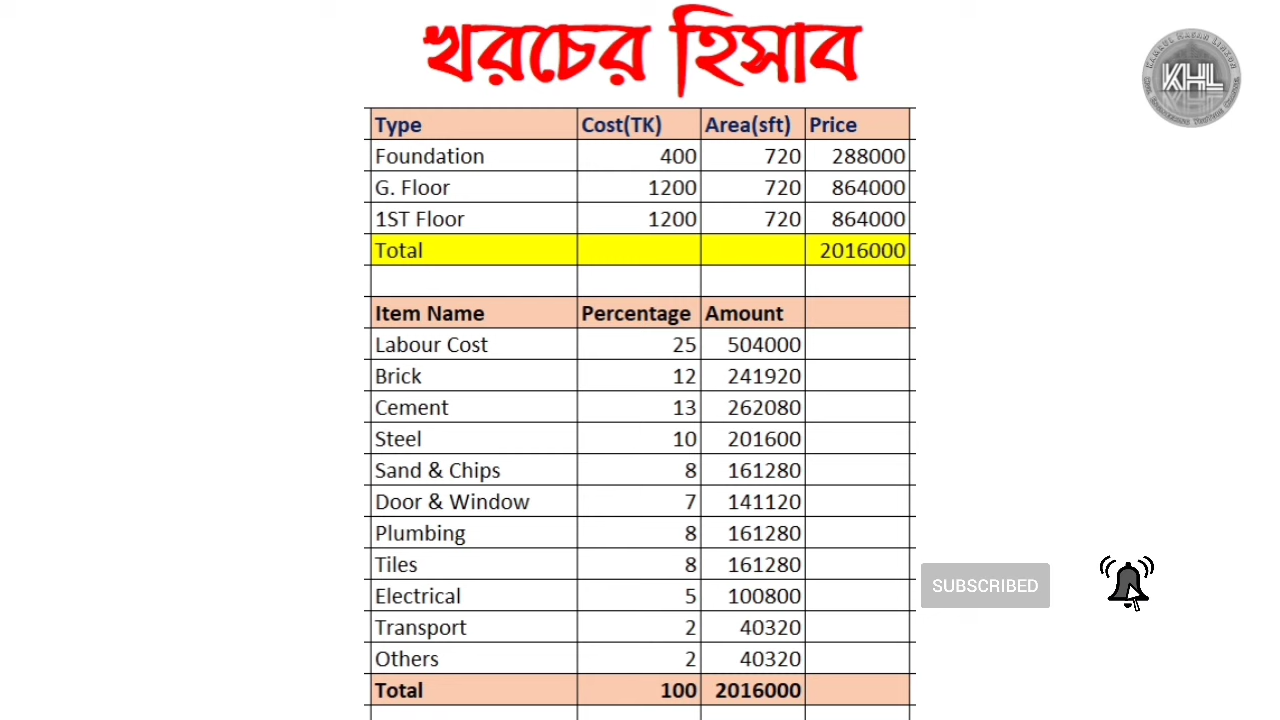 খরচের হিসাব
KHL
Type Cost(TK) Area(sft) Price
Foundation 400 720 288000
G. Floor 1200 720 864000
1ST Floor 1200 720 864000
Total 2016000
Item Name Percentage Amount
Labour Cost 25 504000
Brick 12 241920
Cement 13 262080
Steel 10 201600
Sand & Chips 8 161280
Door & Window 7 141120
Plumbing 8 161280
Tiles 8 161280
Electrical 5 100800
Transport 2 40320
Others 2 40320
Total 100 2016000
SUBSCRIBED